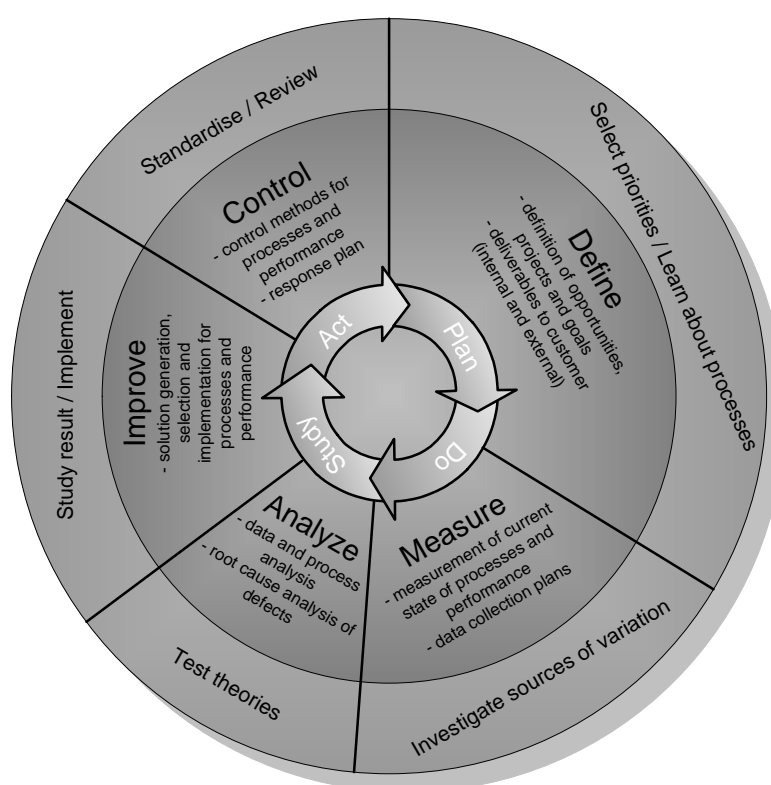 Select priorities / Learn about processes
Define
- definition of opportunities,
projects and goals
- deliverables to customer
(internal and external)
Investigate sources of variation
Measure
- measurement of current
state of processes and
performance
- data collection plans
Test theories
Analyze
- data and process
analysis
- root cause analysis of
defects
Study result / Implement
Improve
- solution generation,
selection and
implementation for
processes and
performance
Standardise / Review
Control
- control methods for
processes and
performance
- response plan
Plan
Do
Study
Act